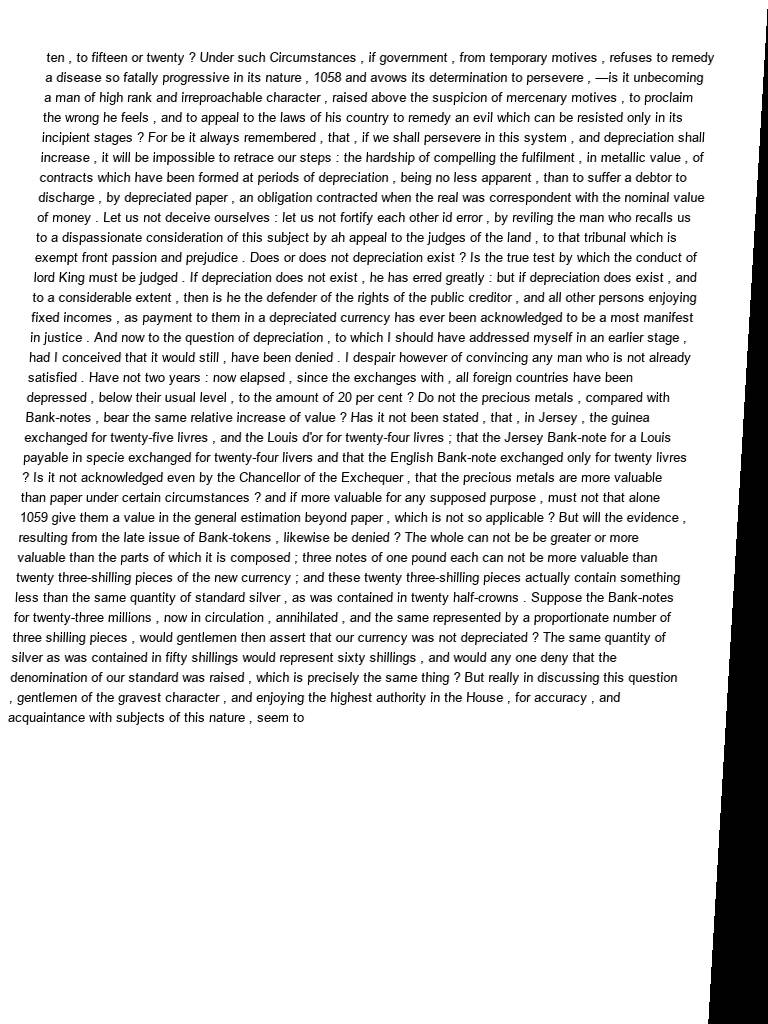 ten , to fifteen or twenty ? Under such Circumstances , if government , from temporary motives , refuses to remedy
a disease so fatally progressive in its nature , 1058 and avows its determination to persevere , —is it unbecoming
a man of high rank and irreproachable character , raised above the suspicion of mercenary motives , to proclaim
the wrong he feels , and to appeal to the laws of his country to remedy an evil which can be resisted only in its
incipient stages ? For be it always remembered , that , if we shall persevere in this system , and depreciation shall
increase , it will be impossible to retrace our steps : the hardship of compelling the fulfilment , in metallic value , of
contracts which have been formed at periods of depreciation , being no less apparent , than to suffer a debtor to
discharge , by depreciated paper , an obligation contracted when the real was correspondent with the nominal value
of money . Let us not deceive ourselves : let us not fortify each other id error , by reviling the man who recalls us
to a dispassionate consideration of this subject by ah appeal to the judges of the land , to that tribunal which is
exempt front passion and prejudice . Does or does not depreciation exist ? Is the true test by which the conduct of
lord King must be judged . If depreciation does not exist , he has erred greatly : but if depreciation does exist , and
to a considerable extent , then is he the defender of the rights of the public creditor , and all other persons enjoying
fixed incomes , as payment to them in a depreciated currency has ever been acknowledged to be a most manifest
in justice . And now to the question of depreciation , to which I should have addressed myself in an earlier stage ,
had I conceived that it would still , have been denied . I despair however of convincing any man who is not already
satisfied . Have not two years : now elapsed , since the exchanges with , all foreign countries have been
depressed , below their usual level , to the amount of 20 per cent ? Do not the precious metals , compared with
Bank-notes , bear the same relative increase of value ? Has it not been stated , that , in Jersey , the guinea
exchanged for twenty-five livres , and the Louis d'or for twenty-four livres ; that the Jersey Bank-note for a Louis
payable in specie exchanged for twenty-four livers and that the English Bank-note exchanged only for twenty livres
? Is it not acknowledged even by the Chancellor of the Exchequer , that the precious metals are more valuable
than paper under certain circumstances ? and if more valuable for any supposed purpose , must not that alone
1059 give them a value in the general estimation beyond paper , which is not so applicable ? But will the evidence ,
resulting from the late issue of Bank-tokens , likewise be denied ? The whole can not be be greater or more
valuable than the parts of which it is composed ; three notes of one pound each can not be more valuable than
twenty three-shilling pieces of the new currency ; and these twenty three-shilling pieces actually contain something
less than the same quantity of standard silver , as was contained in twenty half-crowns . Suppose the Bank-notes
for twenty-three millions , now in circulation , annihilated , and the same represented by a proportionate number of
three shilling pieces , would gentlemen then assert that our currency was not depreciated ? The same quantity of
silver as was contained in fifty shillings would represent sixty shillings , and would any one deny that the
denomination of our standard was raised , which is precisely the same thing ? But really in discussing this question
, gentlemen of the gravest character , and enjoying the highest authority in the House , for accuracy , and
acquaintance with subjects of this nature , seem to